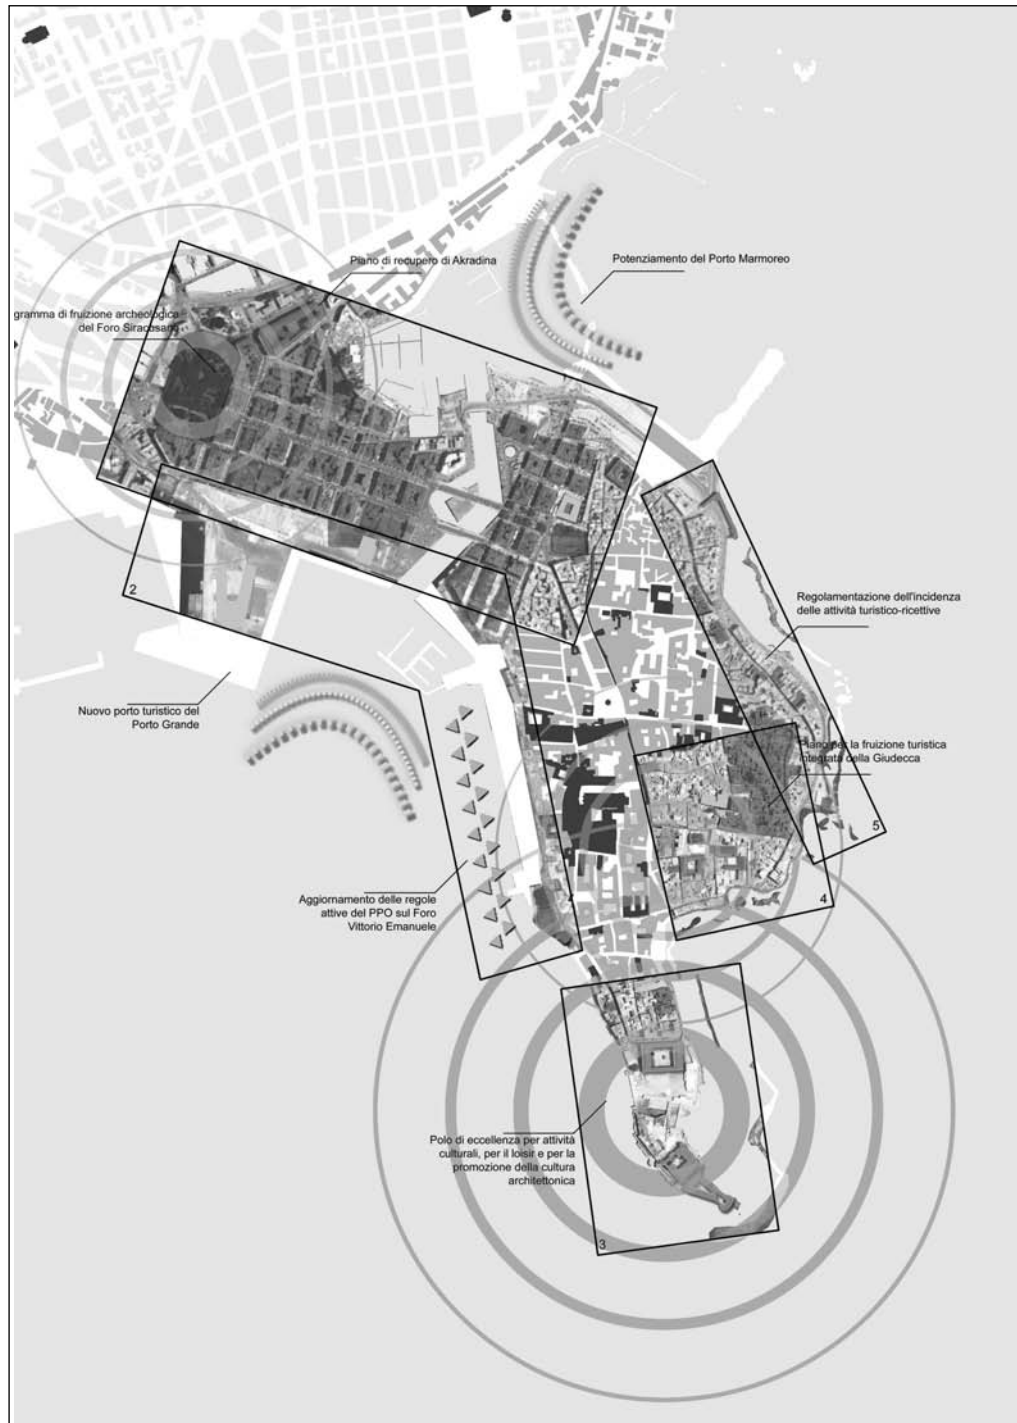 Piano di recupero di Akradina
Potenziamento del Porto Marmoreo
gramma di fruizione archeologica
del Foro Siracusano
2
Regolamentazione dell'incidenza
delle attività turistico-ricettive
Nuovo porto turistico del
Porto Grande
Piano per la fruizione turistica
integrata della Giudecca
5
Aggiornamento delle regole
attive del PPO sul Foro
Vittorio Emanuele
4
Polo di eccellenza per attività
culturali, per il loisir e per la
promozione della cultura
architettonica
3